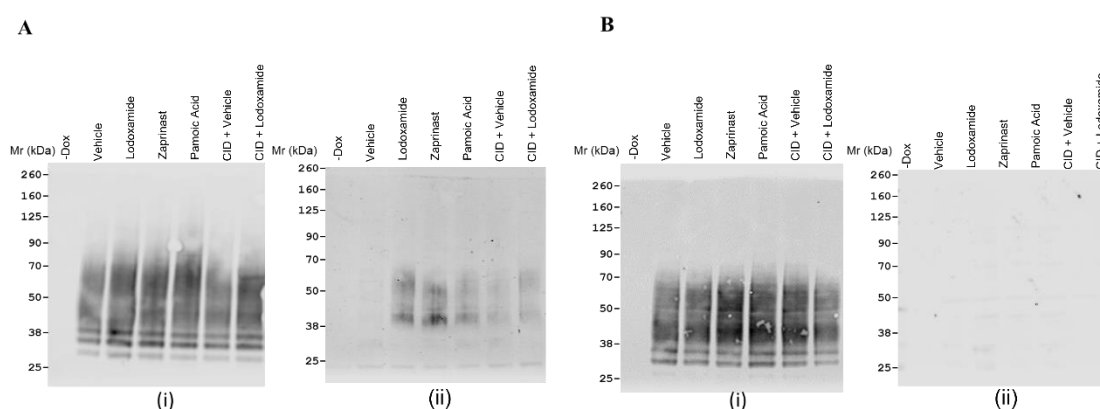 A
B
-Dox
Vehicle
Lodoxamide
Zaprinast
Pamoic Acid
CID + Vehicle
CID + Lodoxamide
Mr (kDa)
260
160
125
90
70
50
38
25
(i)
-Dox
Vehicle
Lodoxamide
Zaprinast
Pamoic Acid
CID + Vehicle
CID + Lodoxamide
Mr (kDa)
260
160
125
90
70
50
38
25
(ii)
-Dox
Vehicle
Lodoxamide
Zaprinast
Pamoic Acid
CID + Vehicle
CID + Lodoxamide
Mr (kDa)
260
160
125
90
70
50
38
25
(i)
-Dox
Vehicle
Lodoxamide
Zaprinast
Pamoic Acid
CID + Vehicle
CID + Lodoxamide
Mr (kDa)
260
160
125
90
70
50
38
25
(ii)